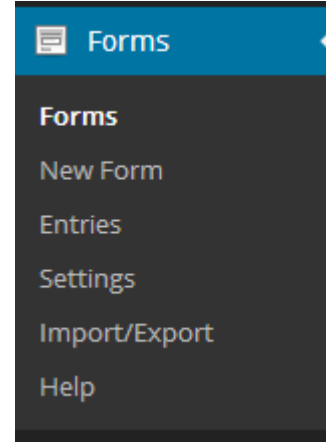 Forms
Forms
New Form
Entries
Settings
Import/Export
Help